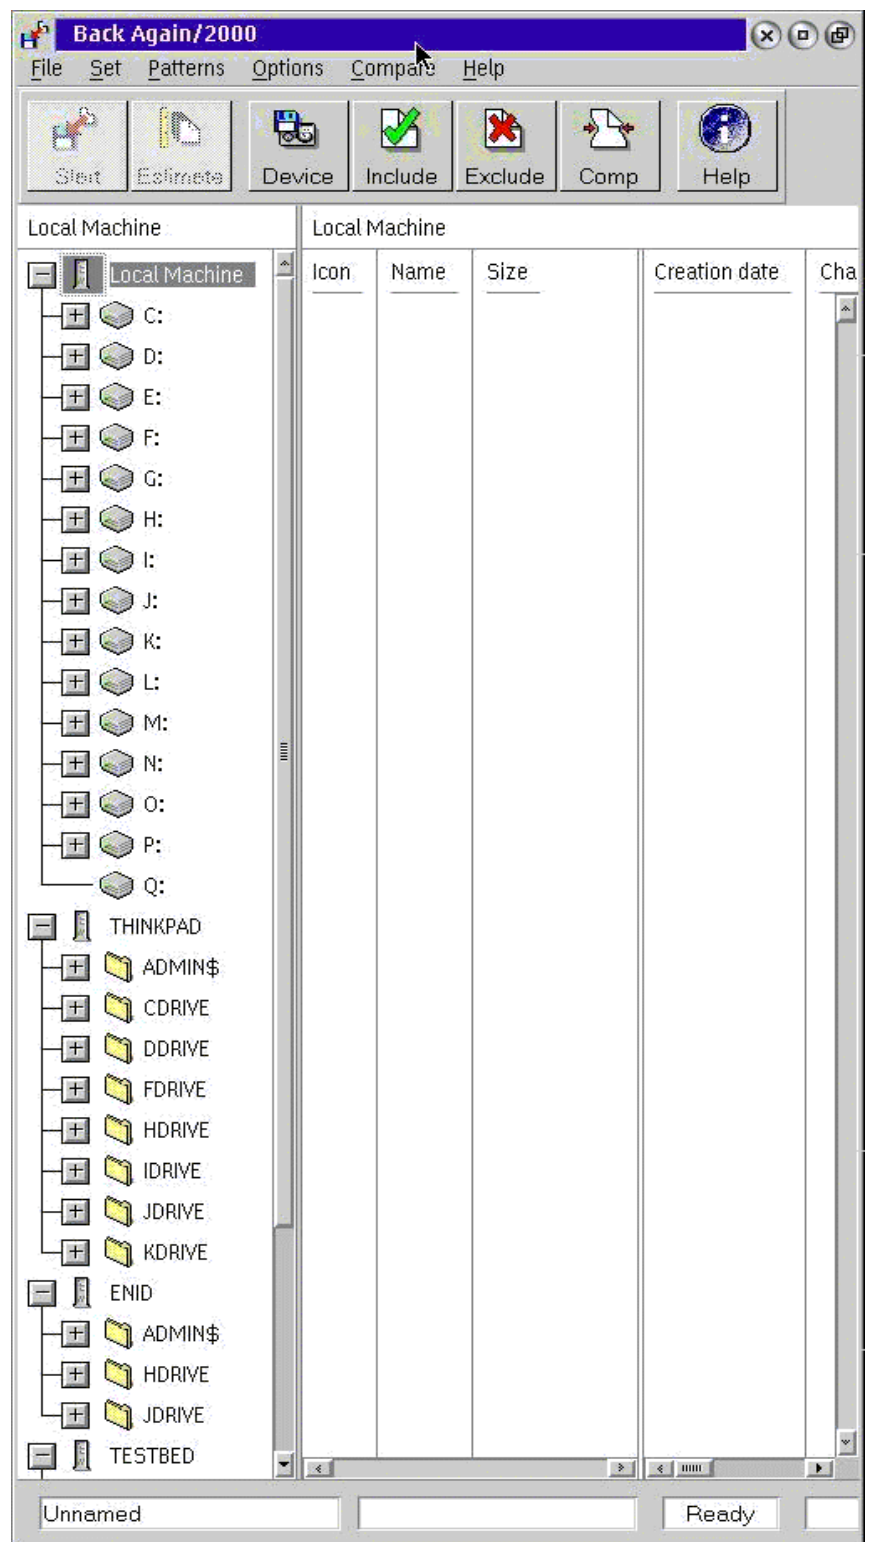 Back Again/2000
File Set Patterns Options Compare Help
Start Estimate Device Include Exclude Comp Help
Local Machine Local Machine
Local Machine Icon Name Size Creation date Cha
C:
D:
E:
F:
G:
H:
I:
J:
K:
L:
M:
N:
O:
P:
Q:
THINKPAD
ADMIN$
CDRIVE
DDRIVE
FDRIVE
HDRIVE
IDRIVE
JDRIVE
KDRIVE
ENID
ADMIN$
HDRIVE
JDRIVE
TESTBED
Unnamed Ready